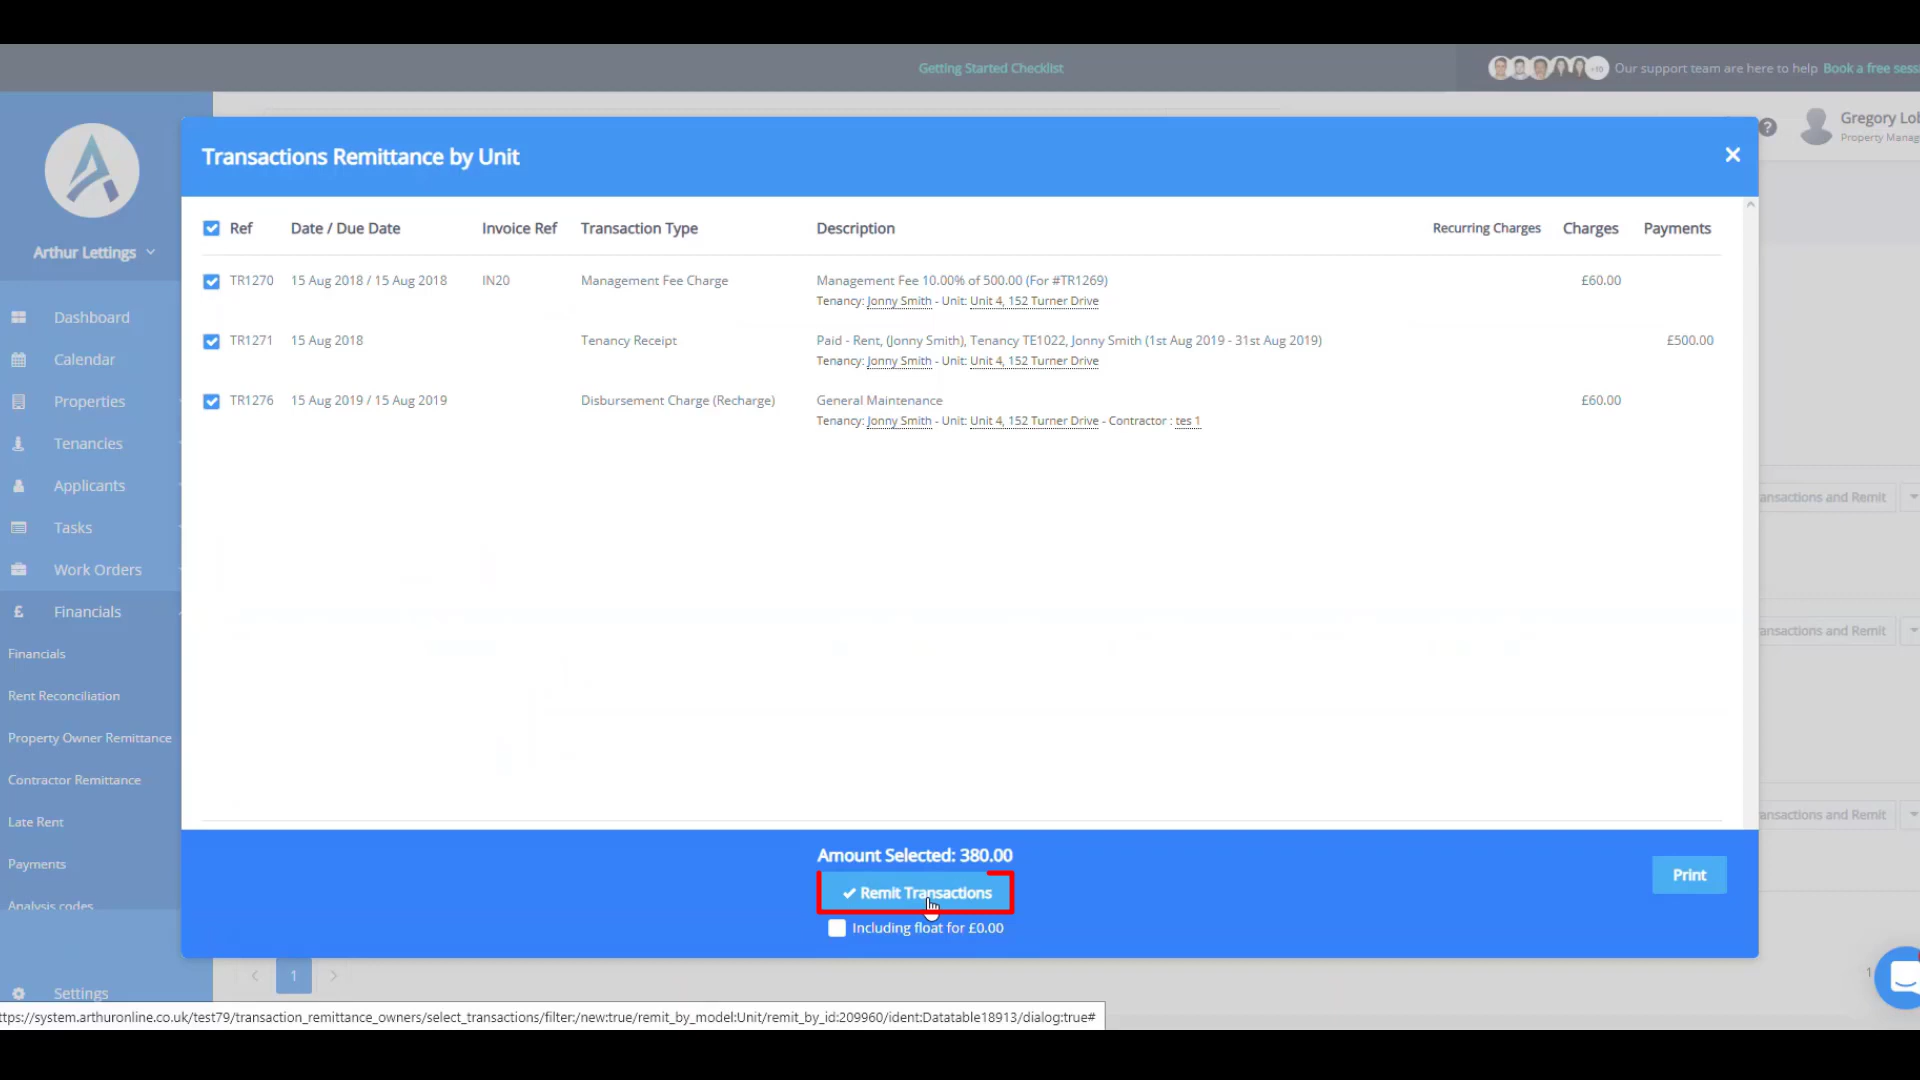 Getting Started Checklist
+10 Our support team are here to help Book a free sess
Gregory Lob
Property Manag
Transactions Remittance by Unit
Arthur Lettings
Ref Date / Due Date Invoice Ref Transaction Type Description Recurring Charges Charges Payments
TR1270 15 Aug 2018 / 15 Aug 2018 IN20 Management Fee Charge Management Fee 10.00% of 500.00 (For #TR1269) £60.00
Tenancy: Jonny Smith - Unit: Unit 4, 152 Turner Drive
TR1271 15 Aug 2018 Tenancy Receipt Paid - Rent, (Jonny Smith), Tenancy TE1022, Jonny Smith (1st Aug 2019 - 31st Aug 2019) £500.00
Tenancy: Jonny Smith - Unit: Unit 4, 152 Turner Drive
TR1276 15 Aug 2019 / 15 Aug 2019 Disbursement Charge (Recharge) General Maintenance £60.00
Tenancy: Jonny Smith - Unit: Unit 4, 152 Turner Drive - Contractor : tes 1
Dashboard
Calendar
Properties
Tenancies
Applicants
Tasks
Work Orders
£ Financials
Financials
Rent Reconciliation
Property Owner Remittance
Contractor Remittance
Late Rent
Payments
Analysis codes
Settings
ansactions and Remit
ansactions and Remit
ansactions and Remit
Amount Selected: 380.00
Remit Transactions
Including float for £0.00
Print
< 1 >
1
ttps://system.arthuronline.co.uk/test79/transaction_remittance_owners/select_transactions/filter:/new:true/remit_by_model:Unit/remit_by_id:209960/ident:Datatable18913/dialog:true#